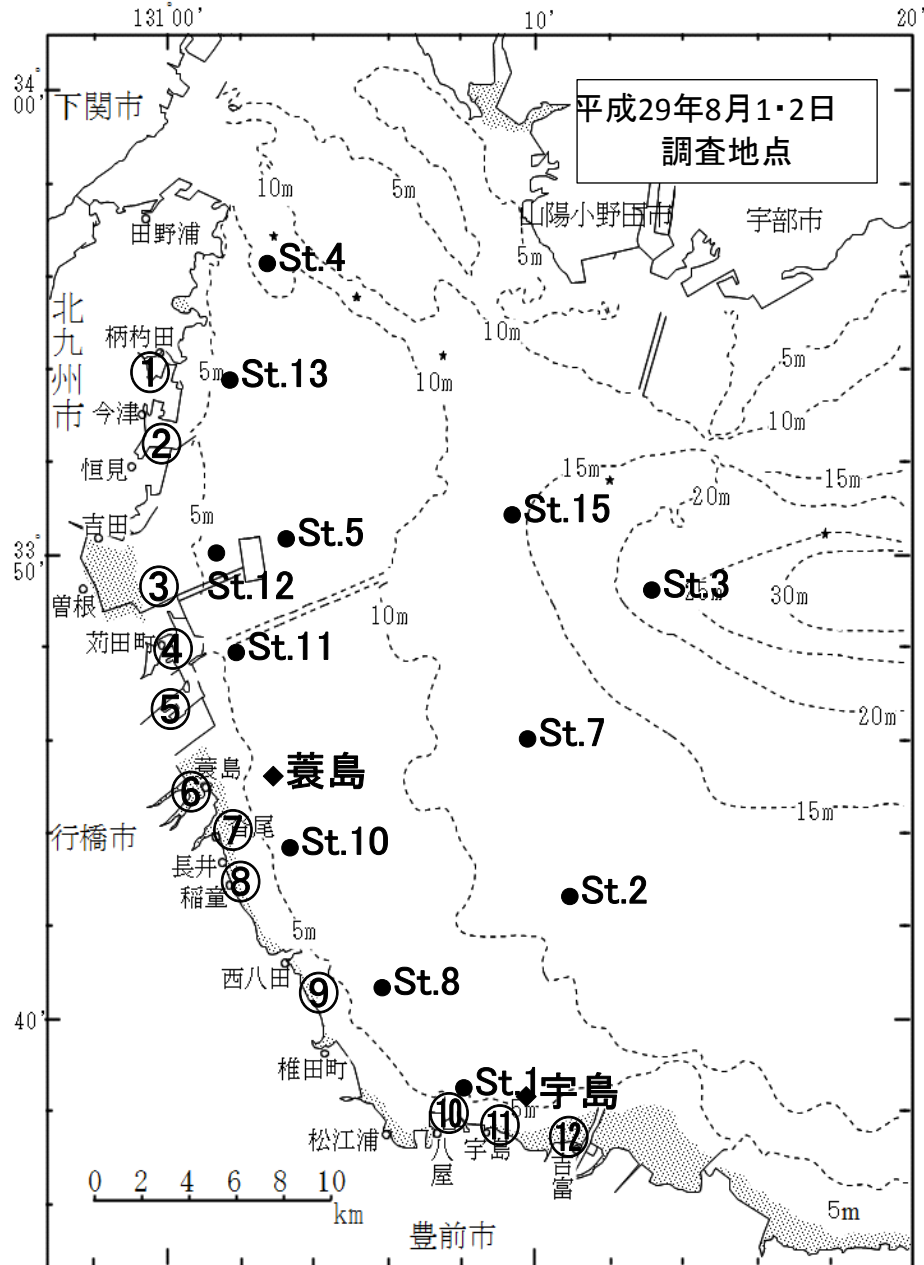 131°00′
10′
20′
34°
00′
下関市
平成29年8月1・2日
調査地点
10m
5m
山陽小野田市
宇部市
田野浦
5m
St.4
北九州市
柄杓田
10m
10m
①
5m
St.13
5m
今津
10m
②
恒見
15m
15m
20m
5m
St.15
吉田
St.5
33°
50′
St.12
③
St.3
25m
30m
曽根
10m
苅田町
④
St.11
⑤
20m
St.7
蓑島
蓑島
⑥
15m
行橋市
⑦
St.10
長井
⑧
稲童
St.2
5m
西八田
St.8
⑨
40′
椎田町
St.1
宇島
5m
⑩
⑪
⑫
松江浦
八屋
宇島
吉富
0 2 4 6 8 10
km
5m
豊前市